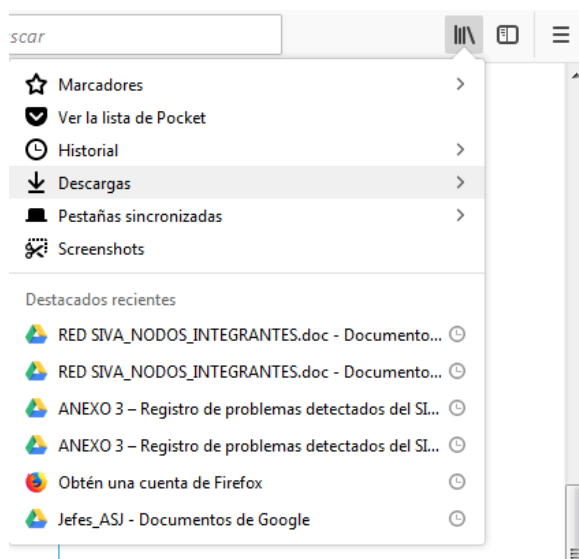 scar
Marcadores
Ver la lista de Pocket
Historial
Descargas
Pestañas sincronizadas
Screenshots
Destacados recientes
RED SIVA_NODOS_INTEGRANTES.doc - Documento...
RED SIVA_NODOS_INTEGRANTES.doc - Documento...
ANEXO 3 – Registro de problemas detectados del SI...
ANEXO 3 – Registro de problemas detectados del SI...
Obtén una cuenta de Firefox
Jefes_ASJ - Documentos de Google